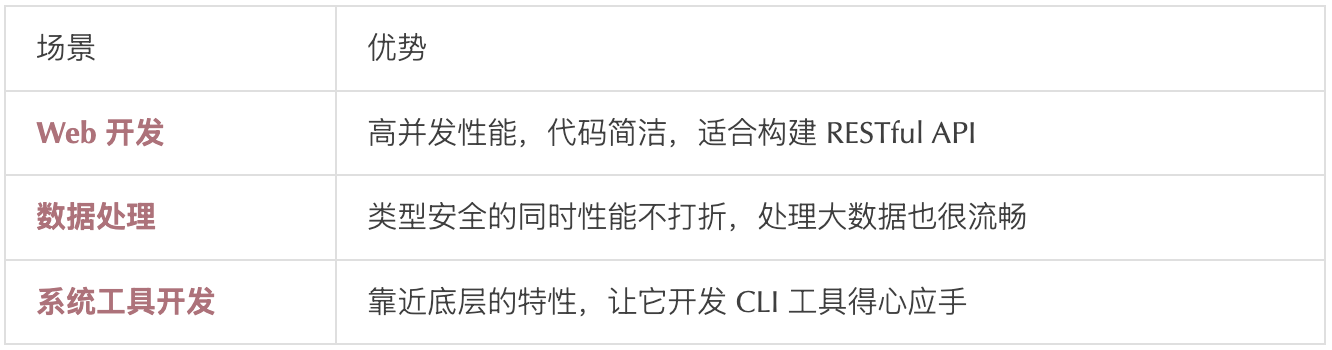 场景 优势
Web 开发 高并发性能，代码简洁，适合构建 RESTful API
数据处理 类型安全的同时性能不打折，处理大数据也很流畅
系统工具开发 靠近底层的特性，让它开发 CLI 工具得心应手